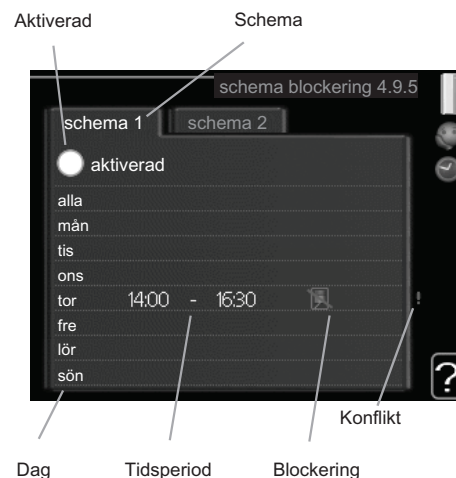 Aktiverad Schema
schema blockering 4.9.5
schema 1 schema 2
aktiverad
alla
mån
tis
ons
tor 14:00 - 16:30 !
fre
lör
sön
?
Konflikt
Dag Tidsperiod Blockering